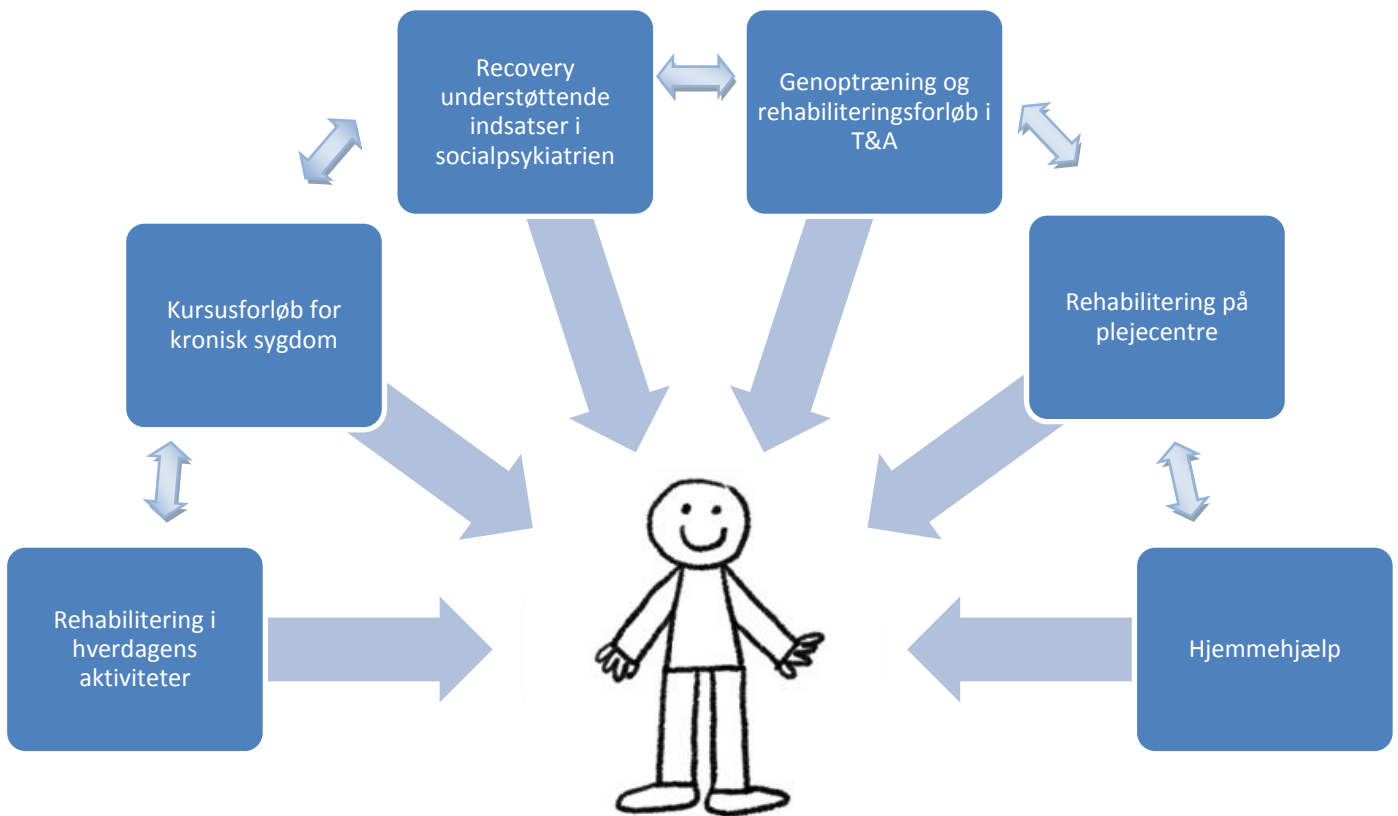 Recovery
understøttende
indsatser i
socialpsykiatrien
Genoptræning og
rehabiliteringsforløb i
T&A
Kursusforløb for
kronisk sygdom
Rehabilitering på
plejecentre
Rehabilitering i
hverdagens
aktiviteter
Hjemmehjælp